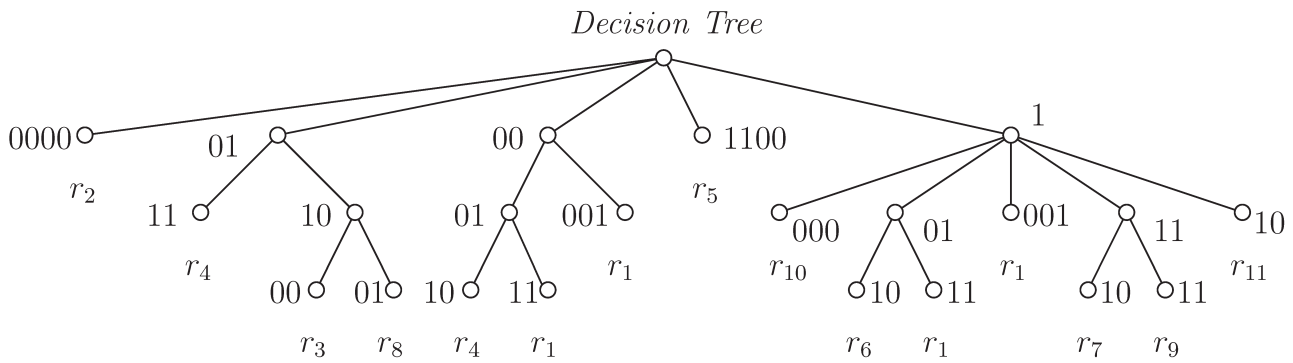 Decision Tree
1
0000 01 00 1100
r₂ r₅
11 10 01 001 000 01 001 11 10
r₄ r₁ r₁₀ r₁ r₁₁
00 01 10 11 10 11 10 11
r₃ r₈ r₄ r₁ r₆ r₁ r₇ r₉